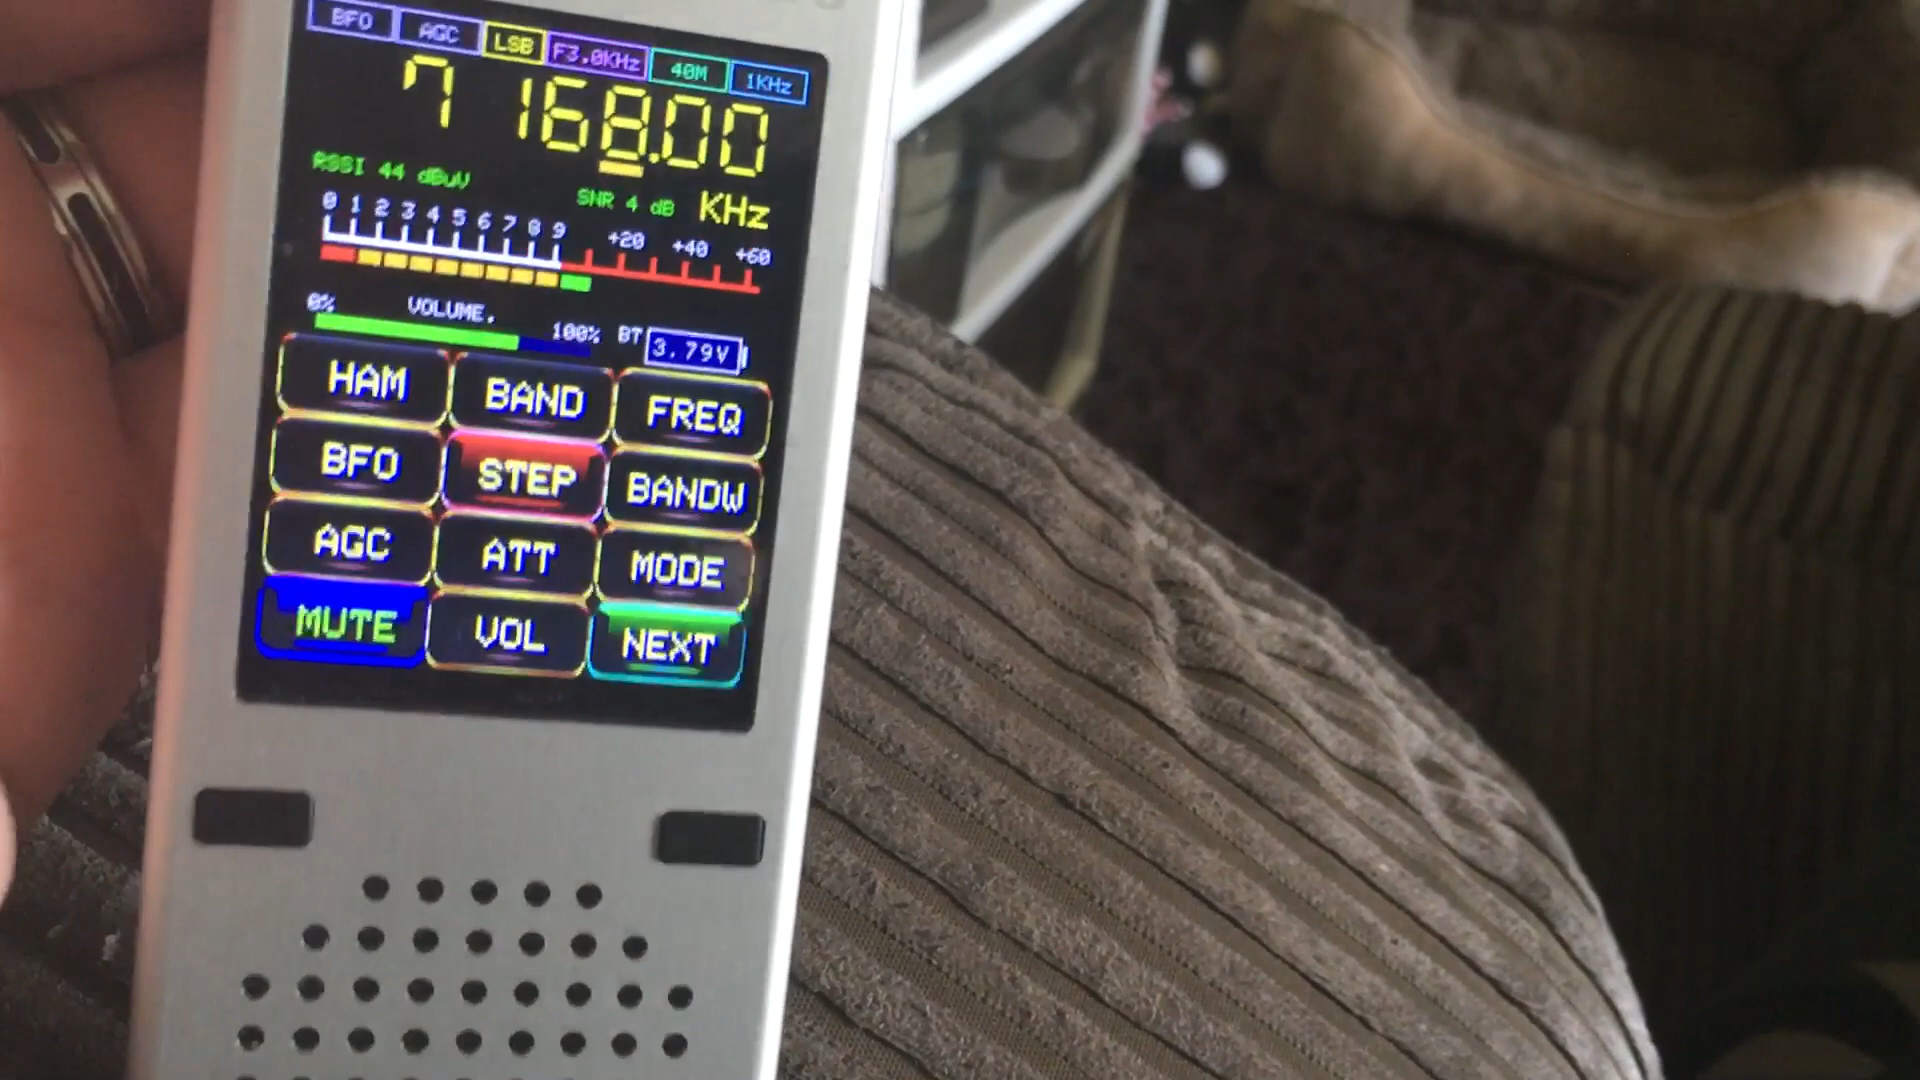 BFO AGC LSB F3.0KHz 40M 1KHz
7 168.00
RSSI 44 dBuV SNR 4 dB KHz
0 1 2 3 4 5 6 7 8 9 +20 +40 +60
0% VOLUME. 100% BT 3.79V
HAM BAND FREQ
BFO STEP BANDW
AGC ATT MODE
MUTE VOL NEXT